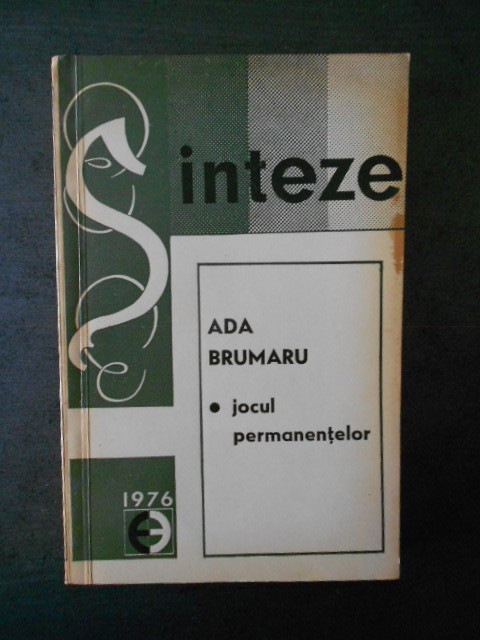 Sinteze
ADA
BRUMARU
• jocul
permanențelor
1976